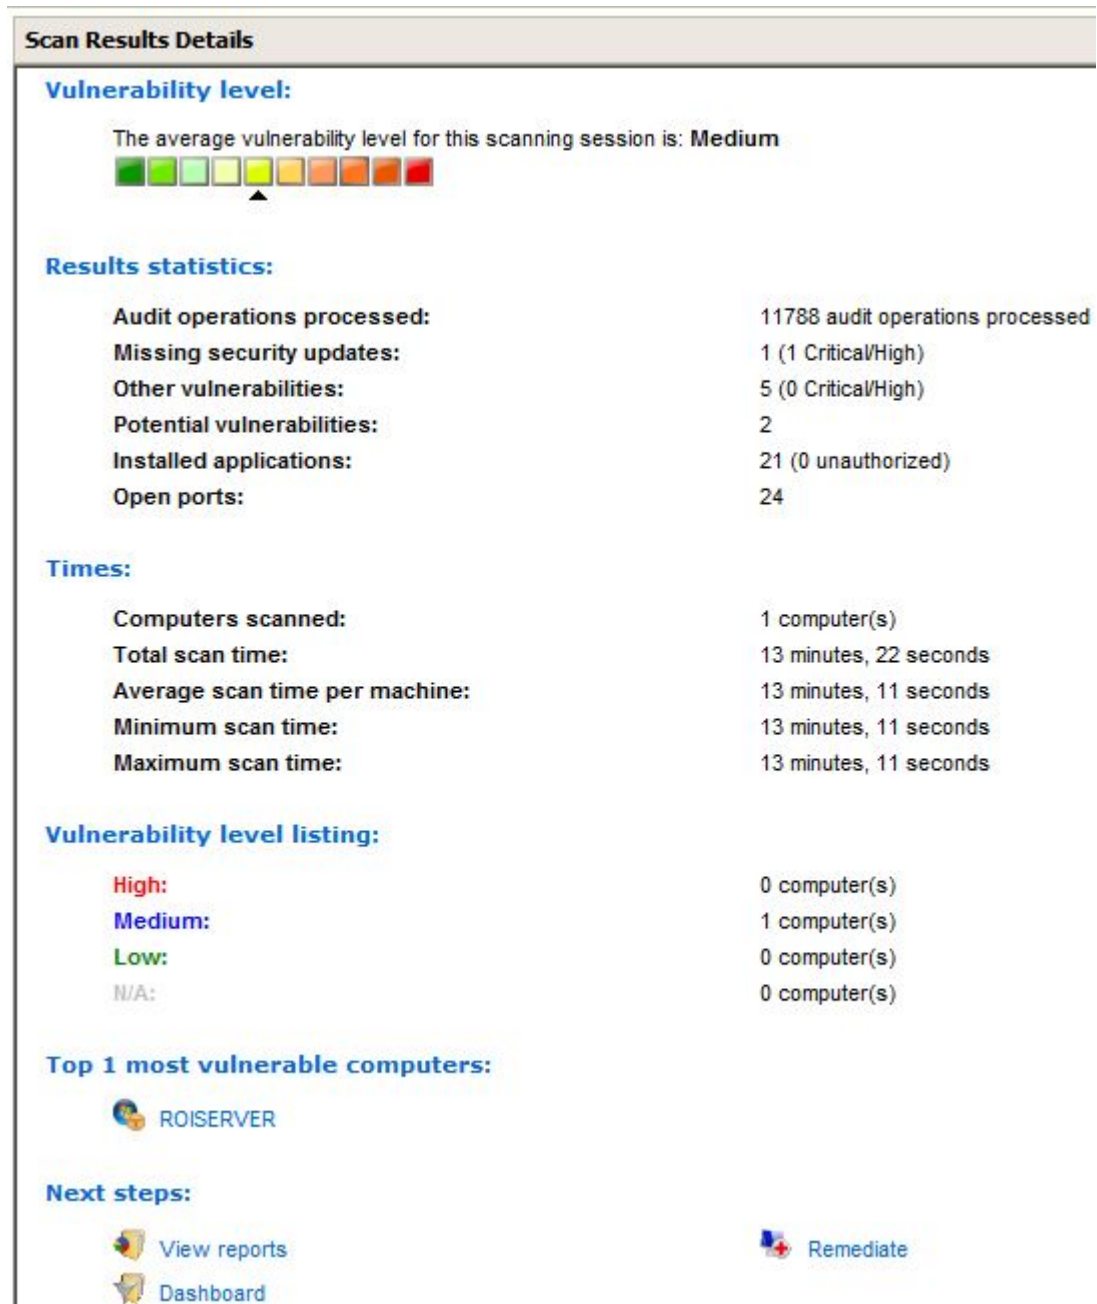 Scan Results Details
Vulnerability level:
The average vulnerability level for this scanning session is: Medium
Results statistics:
Audit operations processed: 11788 audit operations processed
Missing security updates: 1 (1 Critical/High)
Other vulnerabilities: 5 (0 Critical/High)
Potential vulnerabilities: 2
Installed applications: 21 (0 unauthorized)
Open ports: 24
Times:
Computers scanned: 1 computer(s)
Total scan time: 13 minutes, 22 seconds
Average scan time per machine: 13 minutes, 11 seconds
Minimum scan time: 13 minutes, 11 seconds
Maximum scan time: 13 minutes, 11 seconds
Vulnerability level listing:
High: 0 computer(s)
Medium: 1 computer(s)
Low: 0 computer(s)
N/A: 0 computer(s)
Top 1 most vulnerable computers:
ROISERVER
Next steps:
View reports Remediate
Dashboard